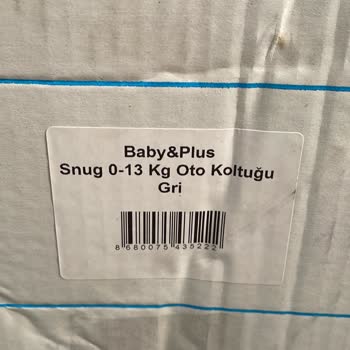 Baby&Plus
Snug 0-13 Kg Oto Koltuğu
Gri
8680075435222